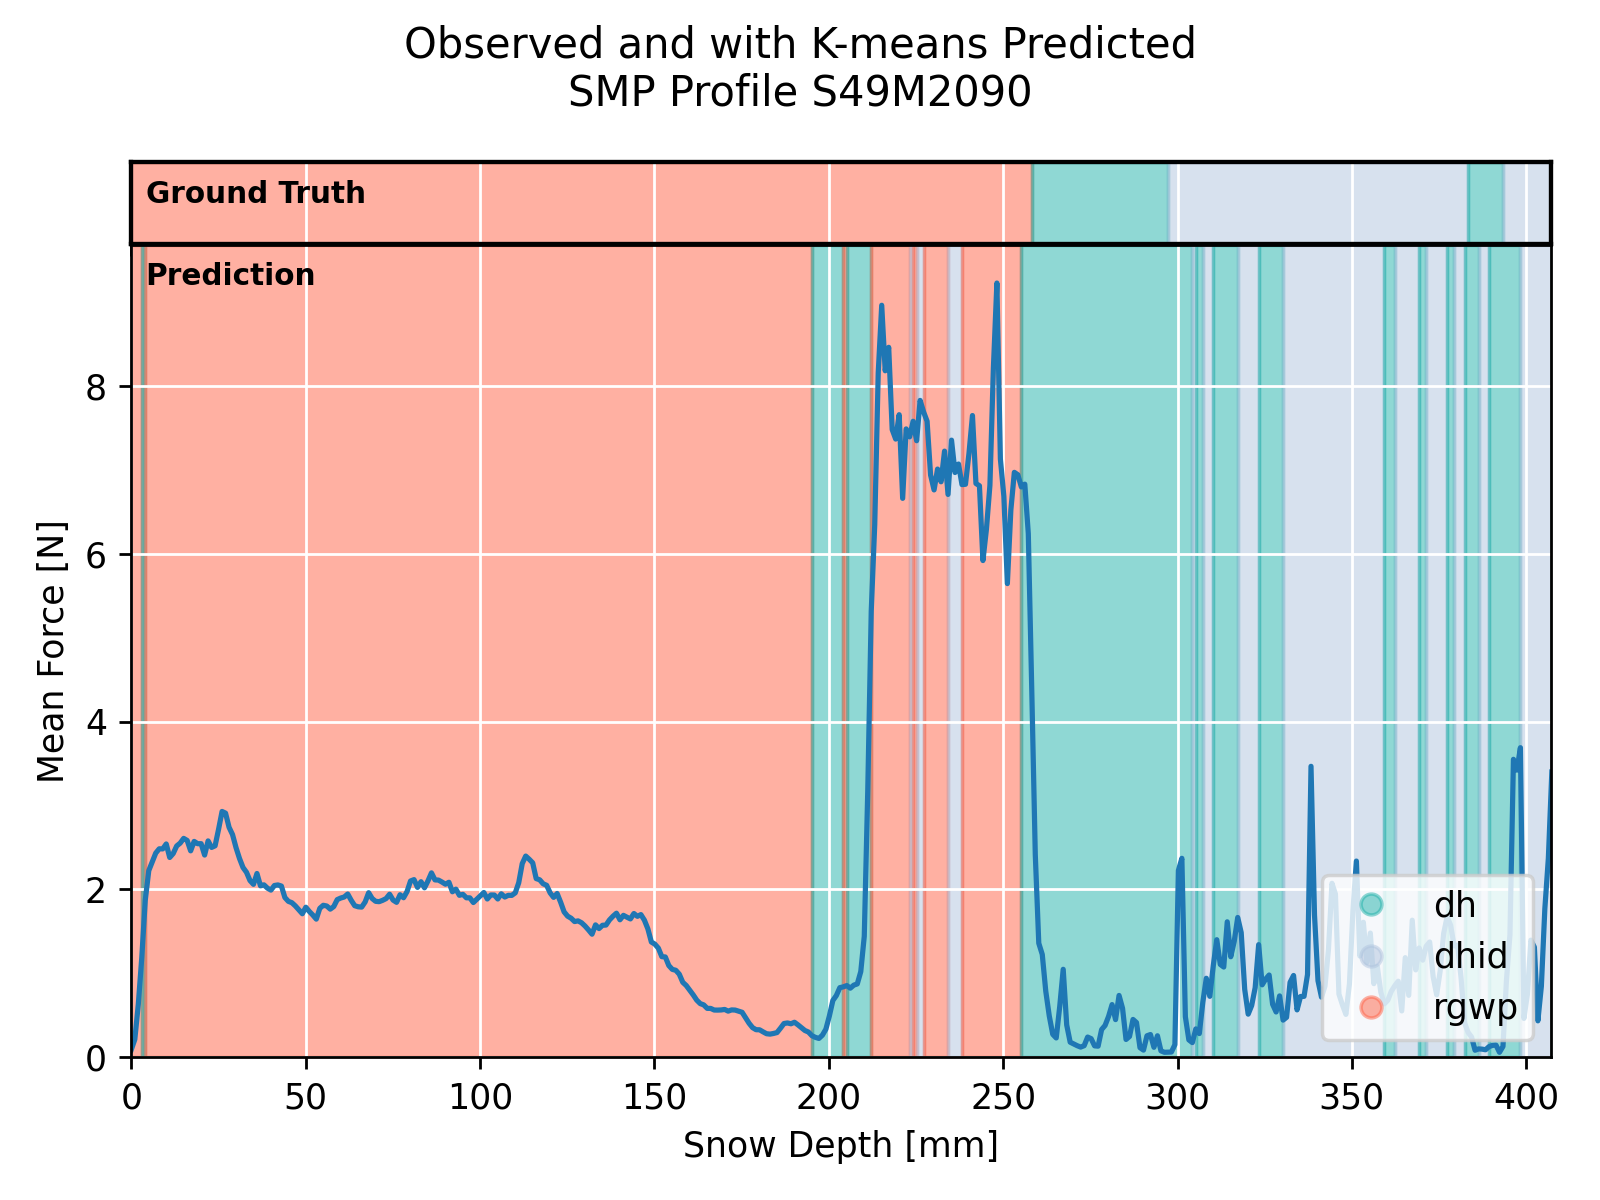 Observed and with K-means Predicted
SMP Profile S49M2090
Ground Truth
Prediction
Mean Force [N]
8
6
4
2
0
0 50 100 150 200 250 300 350 400
Snow Depth [mm]
dh
dhid
rgwp